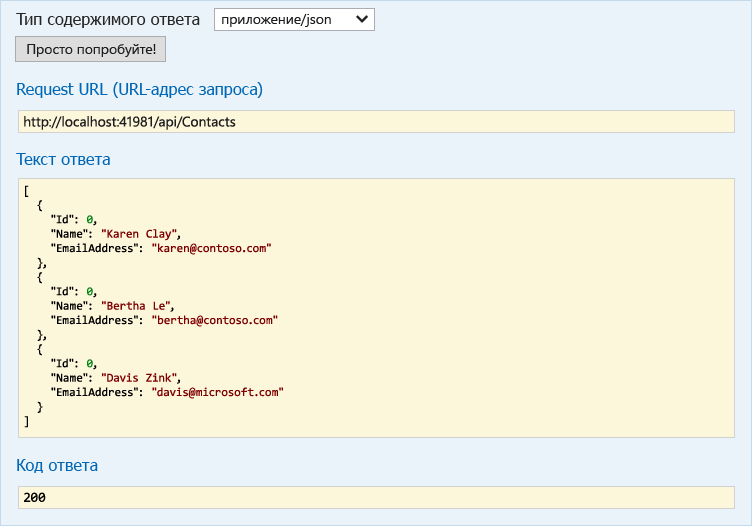 Тип содержимого ответа приложение/json
Просто попробуйте!
Request URL (URL-адрес запроса)
http://localhost:41981/api/Contacts
Текст ответа
[
  {
    "Id": 0,
    "Name": "Karen Clay",
    "EmailAddress": "karen@contoso.com"
  },
  {
    "Id": 0,
    "Name": "Bertha Le",
    "EmailAddress": "bertha@contoso.com"
  },
  {
    "Id": 0,
    "Name": "Davis Zink",
    "EmailAddress": "davis@microsoft.com"
  }
]
Код ответа
200